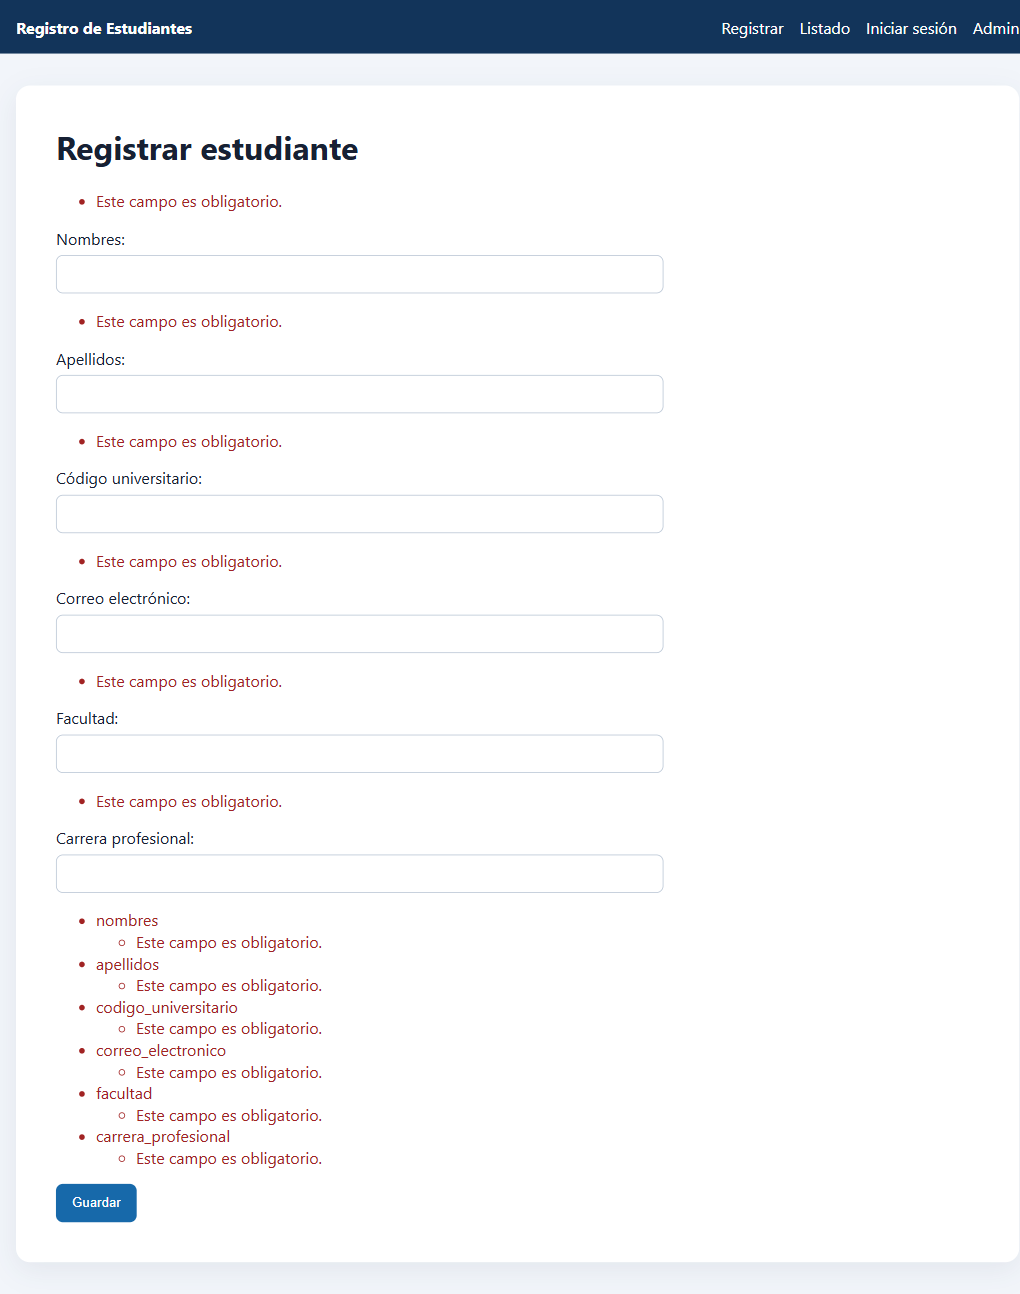 Registro de Estudiantes Registrar Listado Iniciar sesión Admin
Registrar estudiante
Este campo es obligatorio.
Nombres:
Este campo es obligatorio.
Apellidos:
Este campo es obligatorio.
Código universitario:
Este campo es obligatorio.
Correo electrónico:
Este campo es obligatorio.
Facultad:
Este campo es obligatorio.
Carrera profesional:
nombres
Este campo es obligatorio.
apellidos
Este campo es obligatorio.
codigo_universitario
Este campo es obligatorio.
correo_electronico
Este campo es obligatorio.
facultad
Este campo es obligatorio.
carrera_profesional
Este campo es obligatorio.
Guardar